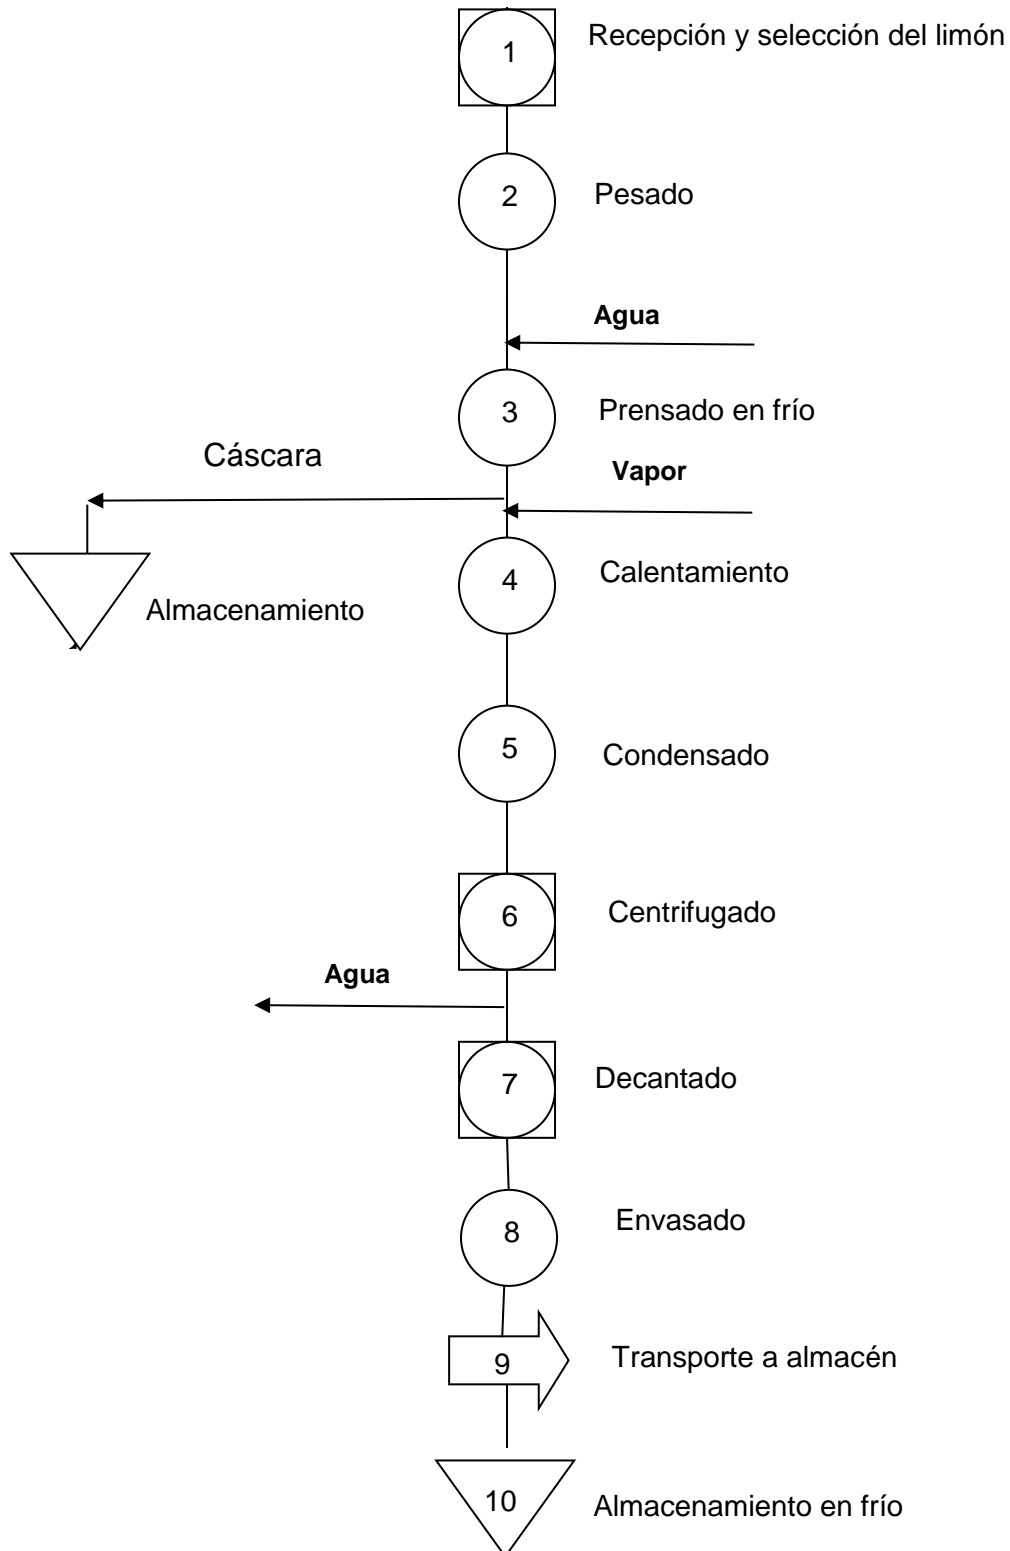 1
Recepción y selección del limón
2
Pesado
Agua
3
Prensado en frío
Cáscara
Vapor
4
Calentamiento
Almacenamiento
5
Condensado
6
Centrifugado
Agua
7
Decantado
8
Envasado
9
Transporte a almacén
10
Almacenamiento en frío